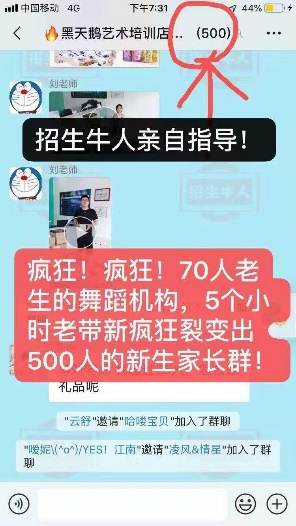 中国移动 4G 下午7:31 44%
🔥黑天鹅艺术培训店... (500)
刘老师
招生牛人亲自指导！
刘老师
疯狂！疯狂！70人老
生的舞蹈机构，5个小
时老带新疯狂裂变出
500人的新生家长群！
礼品呢
"云舒"邀请"哈喽宝贝"加入了群聊
"嗳妮\(^o^)/YES！江南"邀请"凌风&情星"加入了群聊